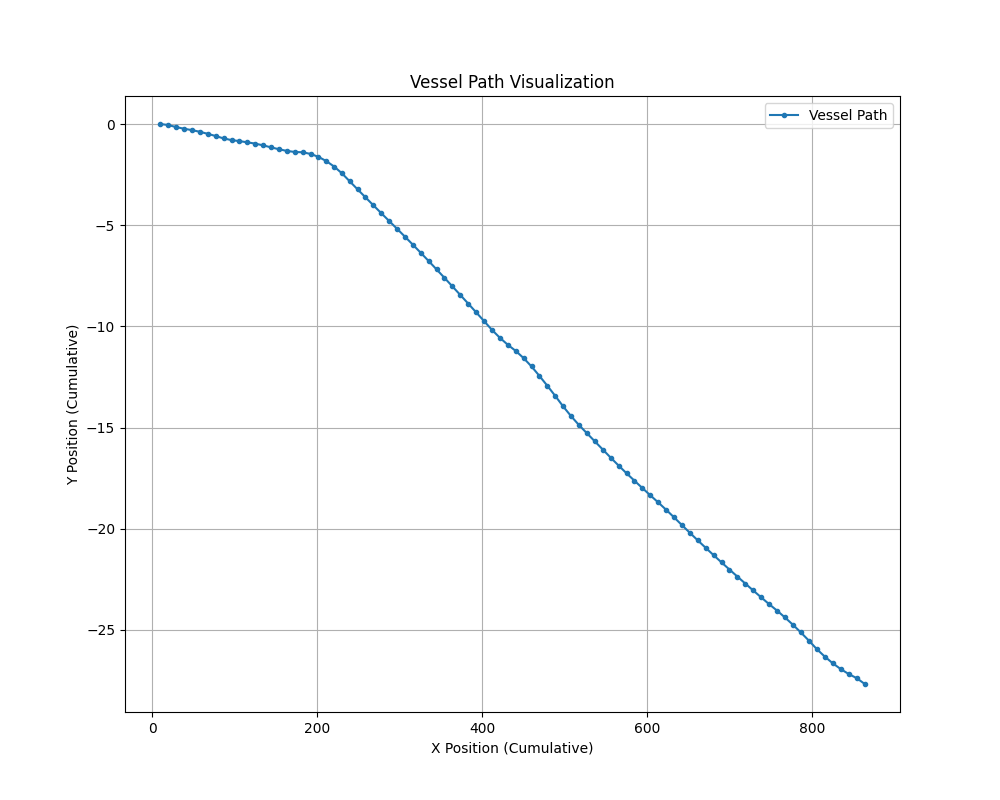 Vessel Path Visualization
Vessel Path
0
−5
−10
−15
−20
−25
Y Position (Cumulative)
0 200 400 600 800
X Position (Cumulative)